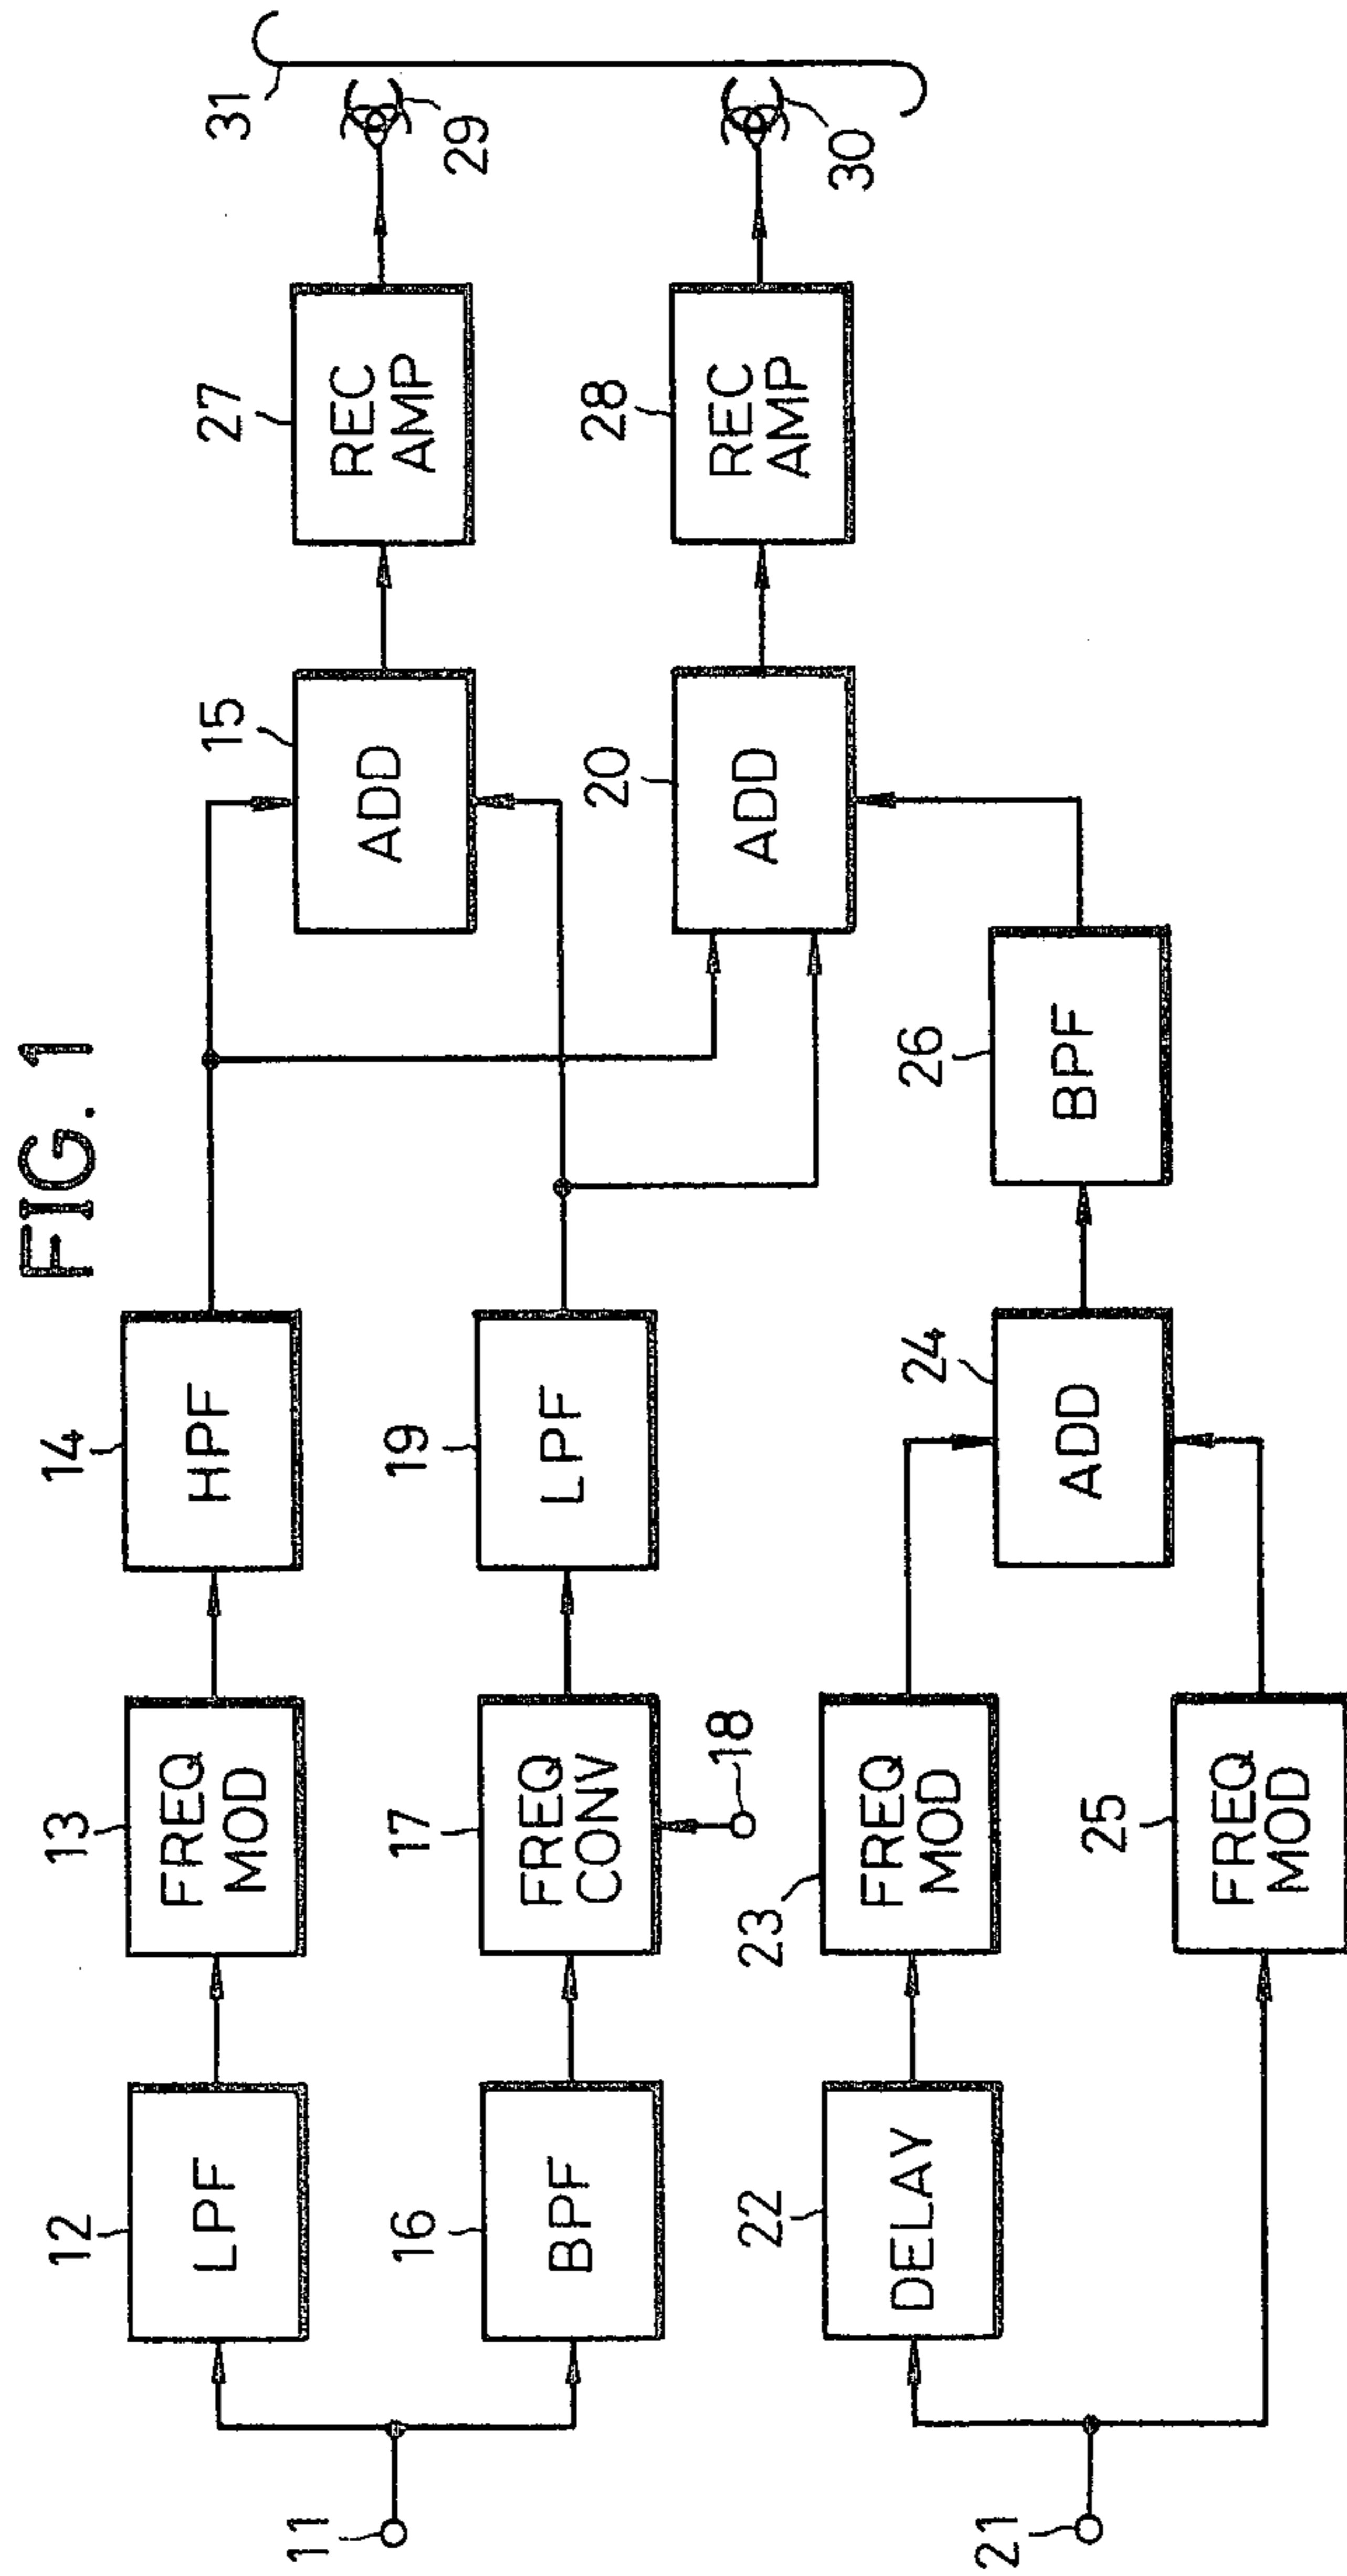 FIG. 1
11
12
LPF
13
FREQ
MOD
14
HPF
15
ADD
27
REC
AMP
29
31
16
BPF
17
FREQ
CONV
18
19
LPF
20
ADD
28
REC
AMP
30
21
22
DELAY
23
FREQ
MOD
24
ADD
26
BPF
25
FREQ
MOD